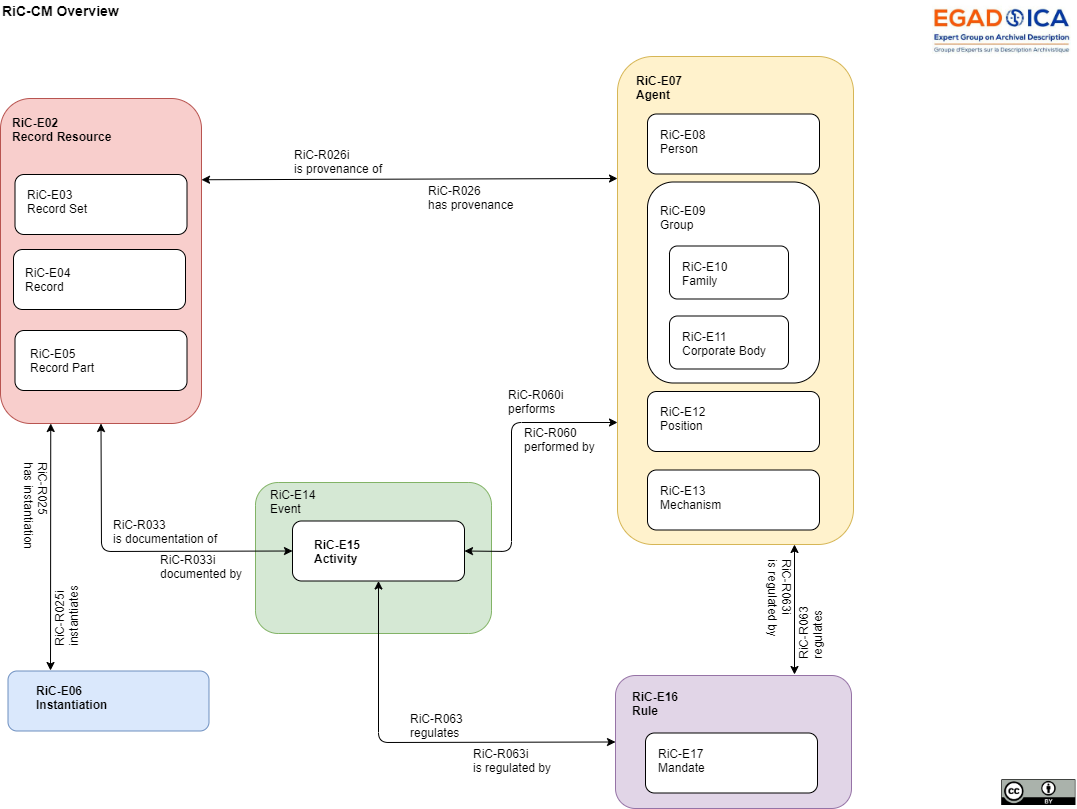 RiC-CM Overview
EGAD ICA
Expert Group on Archival Description
Groupe d'Experts sur la Description Archivistique
RiC-E02
Record Resource
RiC-E03
Record Set
RiC-E04
Record
RiC-E05
Record Part
RiC-R026i
is provenance of
RiC-R026
has provenance
RiC-E07
Agent
RiC-E08
Person
RiC-E09
Group
RiC-E10
Family
RiC-E11
Corporate Body
RiC-E12
Position
RiC-E13
Mechanism
RiC-R060i
performs
RiC-R060
performed by
RiC-R025
has instantiation
RiC-R025i
instantiates
RiC-R033
is documentation of
RiC-R033i
documented by
RiC-E14
Event
RiC-E15
Activity
RiC-R063i
is regulated by
RiC-R063
regulates
RiC-E06
Instantiation
RiC-R063
regulates
RiC-R063i
is regulated by
RiC-E16
Rule
RiC-E17
Mandate
cc
BY